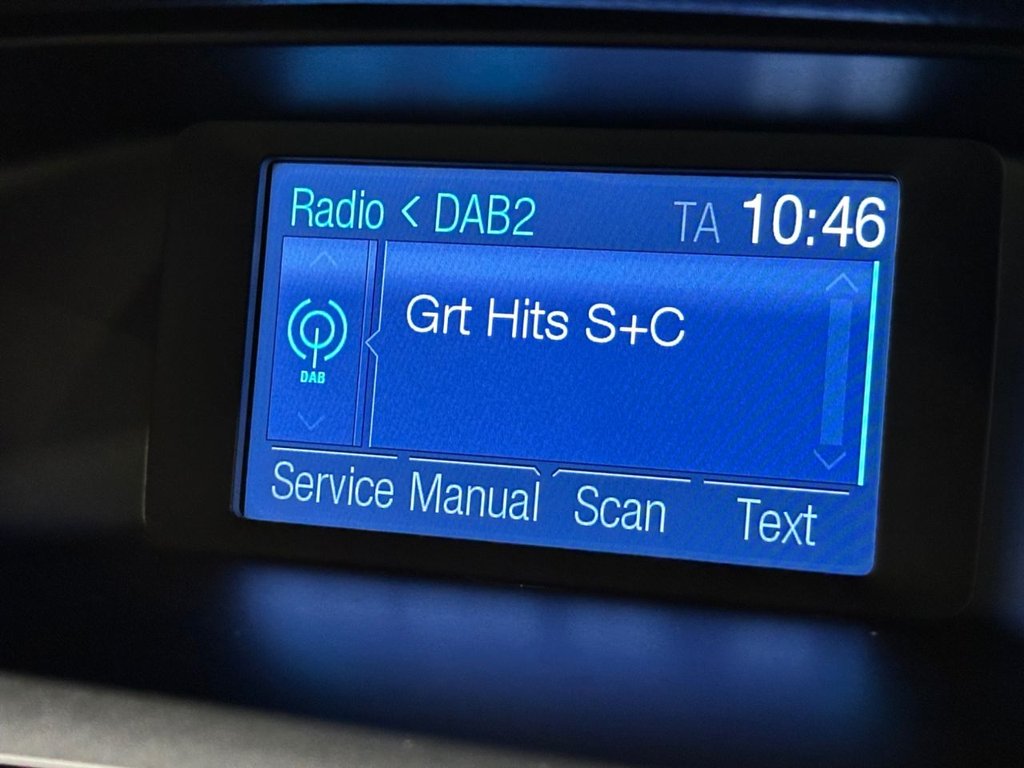 Radio < DAB2 TA 10:46
Grt Hits S+C
DAB
Service Manual Scan Text